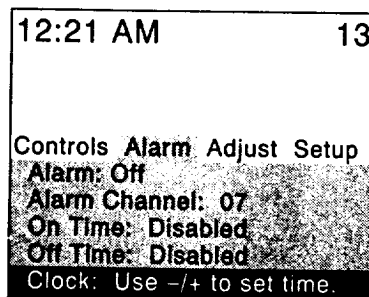 12:21 AM 13
Controls Alarm Adjust Setup
Alarm: Off
Alarm Channel: 07
On Time: Disabled
Off Time: Disabled
Clock: Use –/+ to set time.